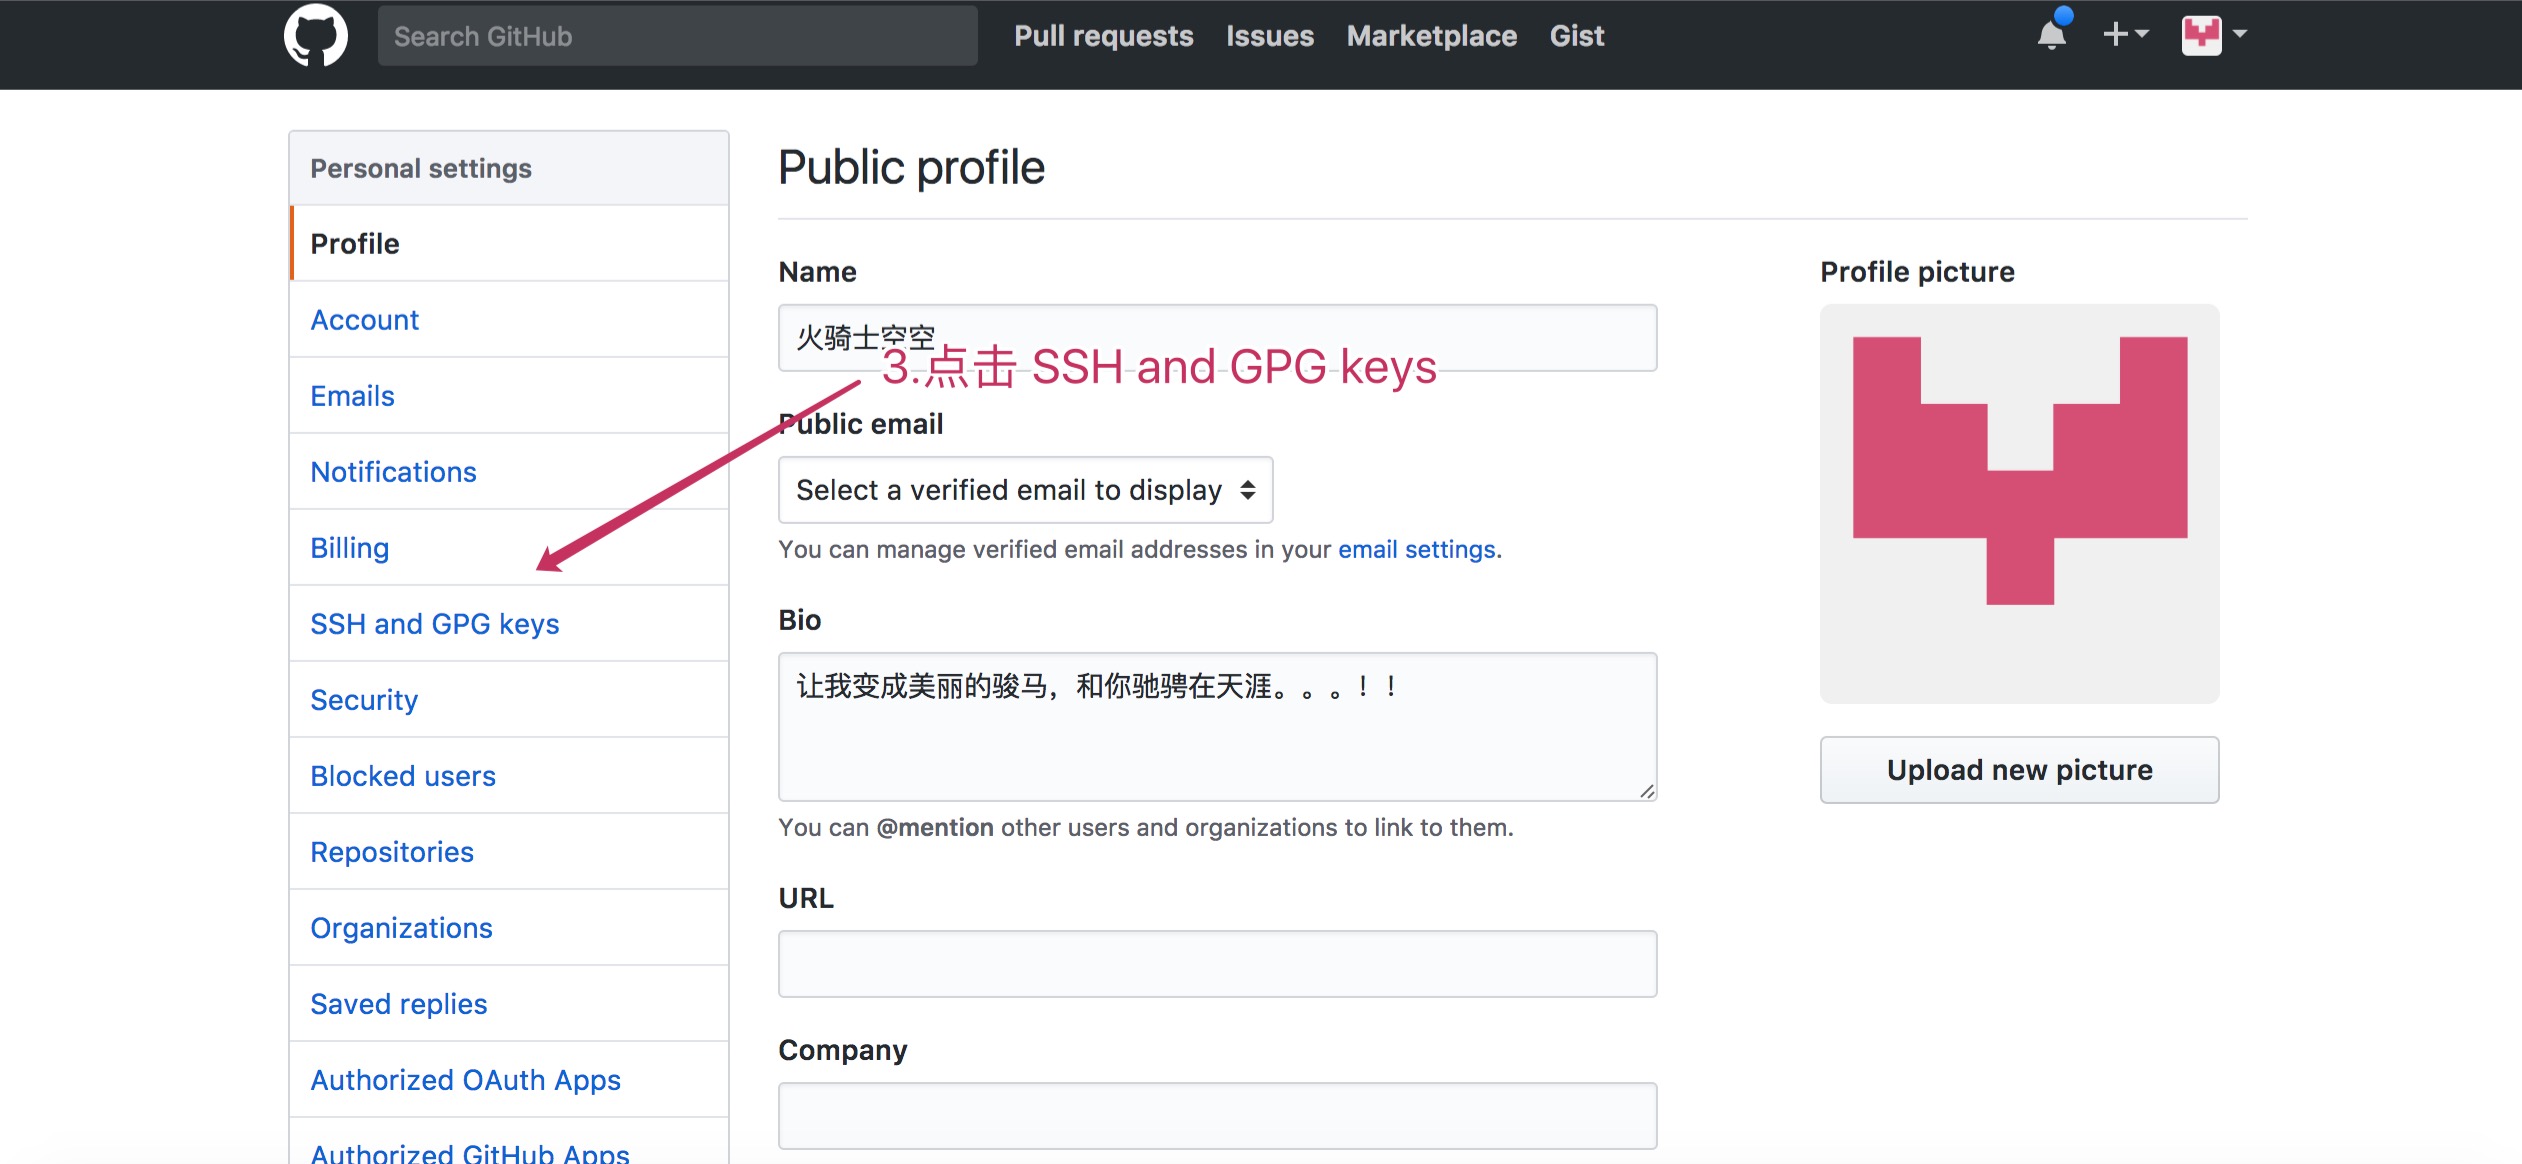 Search GitHub
Pull requests
Issues
Marketplace
Gist
Personal settings
Profile
Account
Emails
Notifications
Billing
SSH and GPG keys
Security
Blocked users
Repositories
Organizations
Saved replies
Authorized OAuth Apps
Authorized GitHub Apps
Public profile
Name
火骑士空空
3.点击 SSH and GPG keys
Public email
Select a verified email to display
You can manage verified email addresses in your email settings.
Bio
让我变成美丽的骏马，和你驰骋在天涯。。。！！
You can @mention other users and organizations to link to them.
URL
Company
Profile picture
Upload new picture